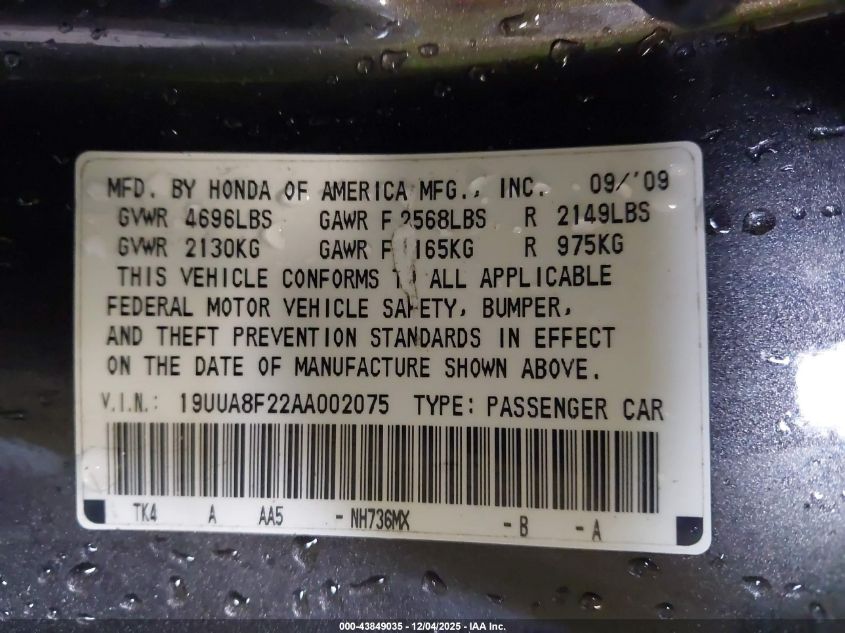 MFD. BY HONDA OF AMERICA MFG., INC. 09/'09
GVWR 4696LBS GAWR F 2568LBS R 2149LBS
GVWR 2130KG GAWR F 1165KG R 975KG
THIS VEHICLE CONFORMS TO ALL APPLICABLE
FEDERAL MOTOR VEHICLE SAFETY, BUMPER,
AND THEFT PREVENTION STANDARDS IN EFFECT
ON THE DATE OF MANUFACTURE SHOWN ABOVE.
V.I.N.: 19UUA8F22AA002075 TYPE: PASSENGER CAR
TK4 A AA5 - NH736MX - B - A
000-43849035 - 12/04/2025 - IAA Inc.